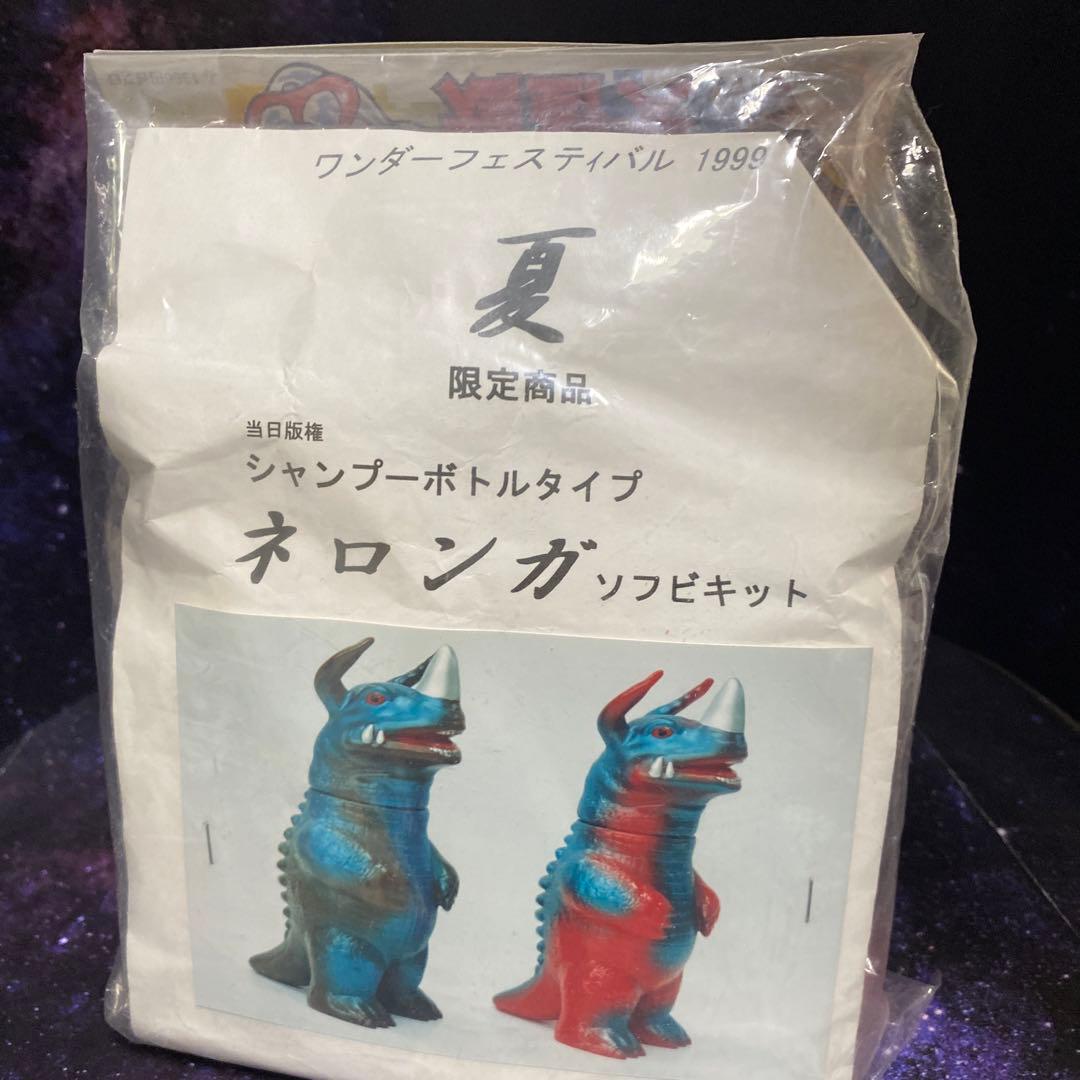 ワンダーフェスティバル 1999
夏
限定商品
当日版権
シャンプーボトルタイプ
ネロンガ ソフビキット